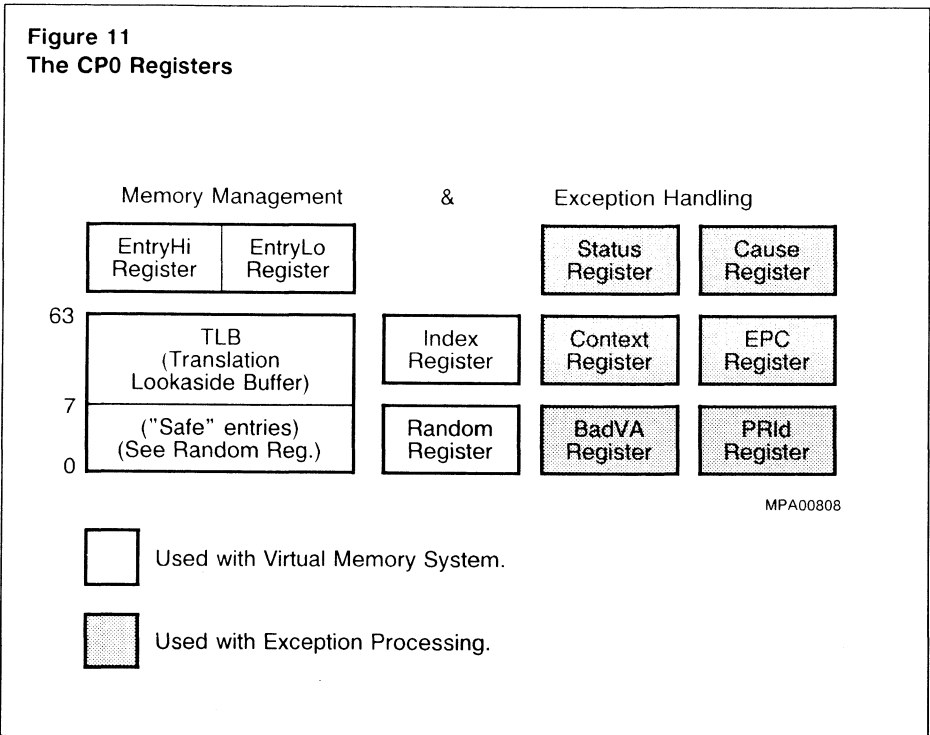 Figure 11
The CP0 Registers
Memory Management & Exception Handling
EntryHi
Register
EntryLo
Register
Status
Register
Cause
Register
63
TLB
(Translation
Lookaside Buffer)
Index
Register
Context
Register
EPC
Register
7
("Safe" entries)
(See Random Reg.)
0
Random
Register
BadVA
Register
PRId
Register
MPA00808
Used with Virtual Memory System.
Used with Exception Processing.